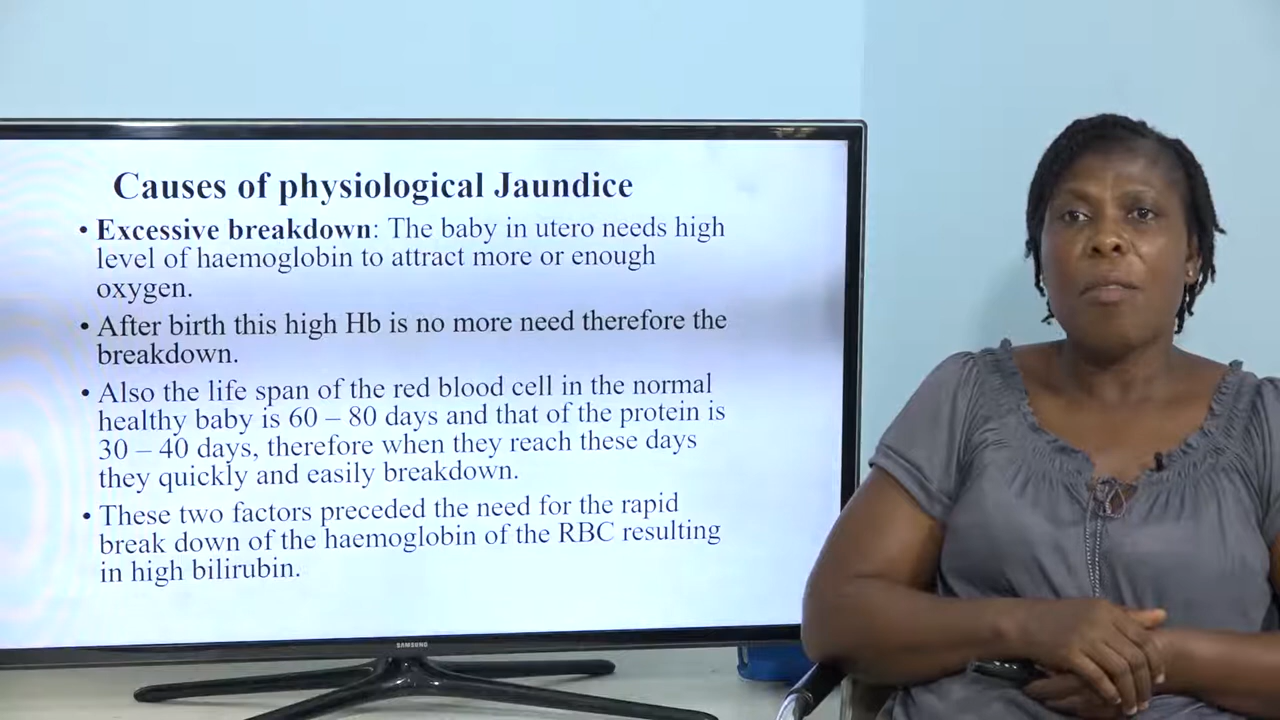 Causes of physiological Jaundice
• Excessive breakdown: The baby in utero needs high
level of haemoglobin to attract more or enough
oxygen.
• After birth this high Hb is no more need therefore the
breakdown.
• Also the life span of the red blood cell in the normal
healthy baby is 60 – 80 days and that of the protein is
30 – 40 days, therefore when they reach these days
they quickly and easily breakdown.
• These two factors preceded the need for the rapid
break down of the haemoglobin of the RBC resulting
in high bilirubin.
SAMSUNG